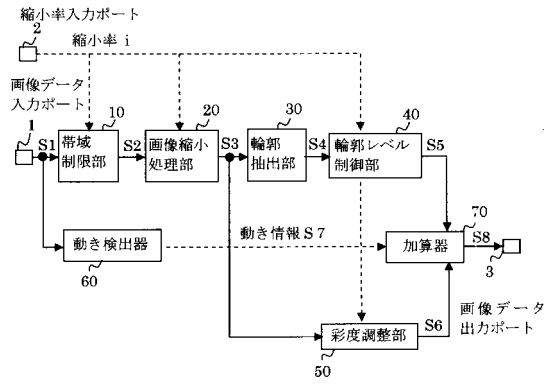 縮小率入力ポート
2
縮小率 i
画像データ
入力ポート
1
S1
10
帯域
制限部
S2
20
画像縮小
処理部
S3
30
輪郭
抽出部
S4
40
輪郭レベル
制御部
S5
動き検出器
60
動き情報S7
70
加算器
S8
3
画像データ
出力ポート
S6
彩度調整部
50